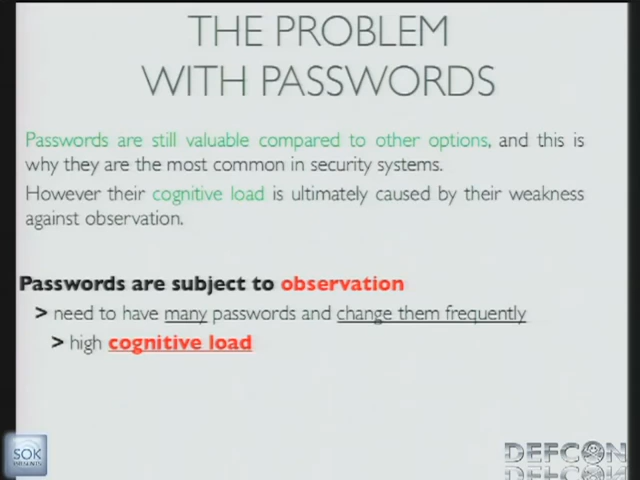 THE PROBLEM
WITH PASSWORDS
Passwords are still valuable compared to other options, and this is
why they are the most common in security systems.
However their cognitive load is ultimately caused by their weakness
against observation.
Passwords are subject to observation
> need to have many passwords and change them frequently
> high cognitive load
SOK
PRESENTS
DEFCON